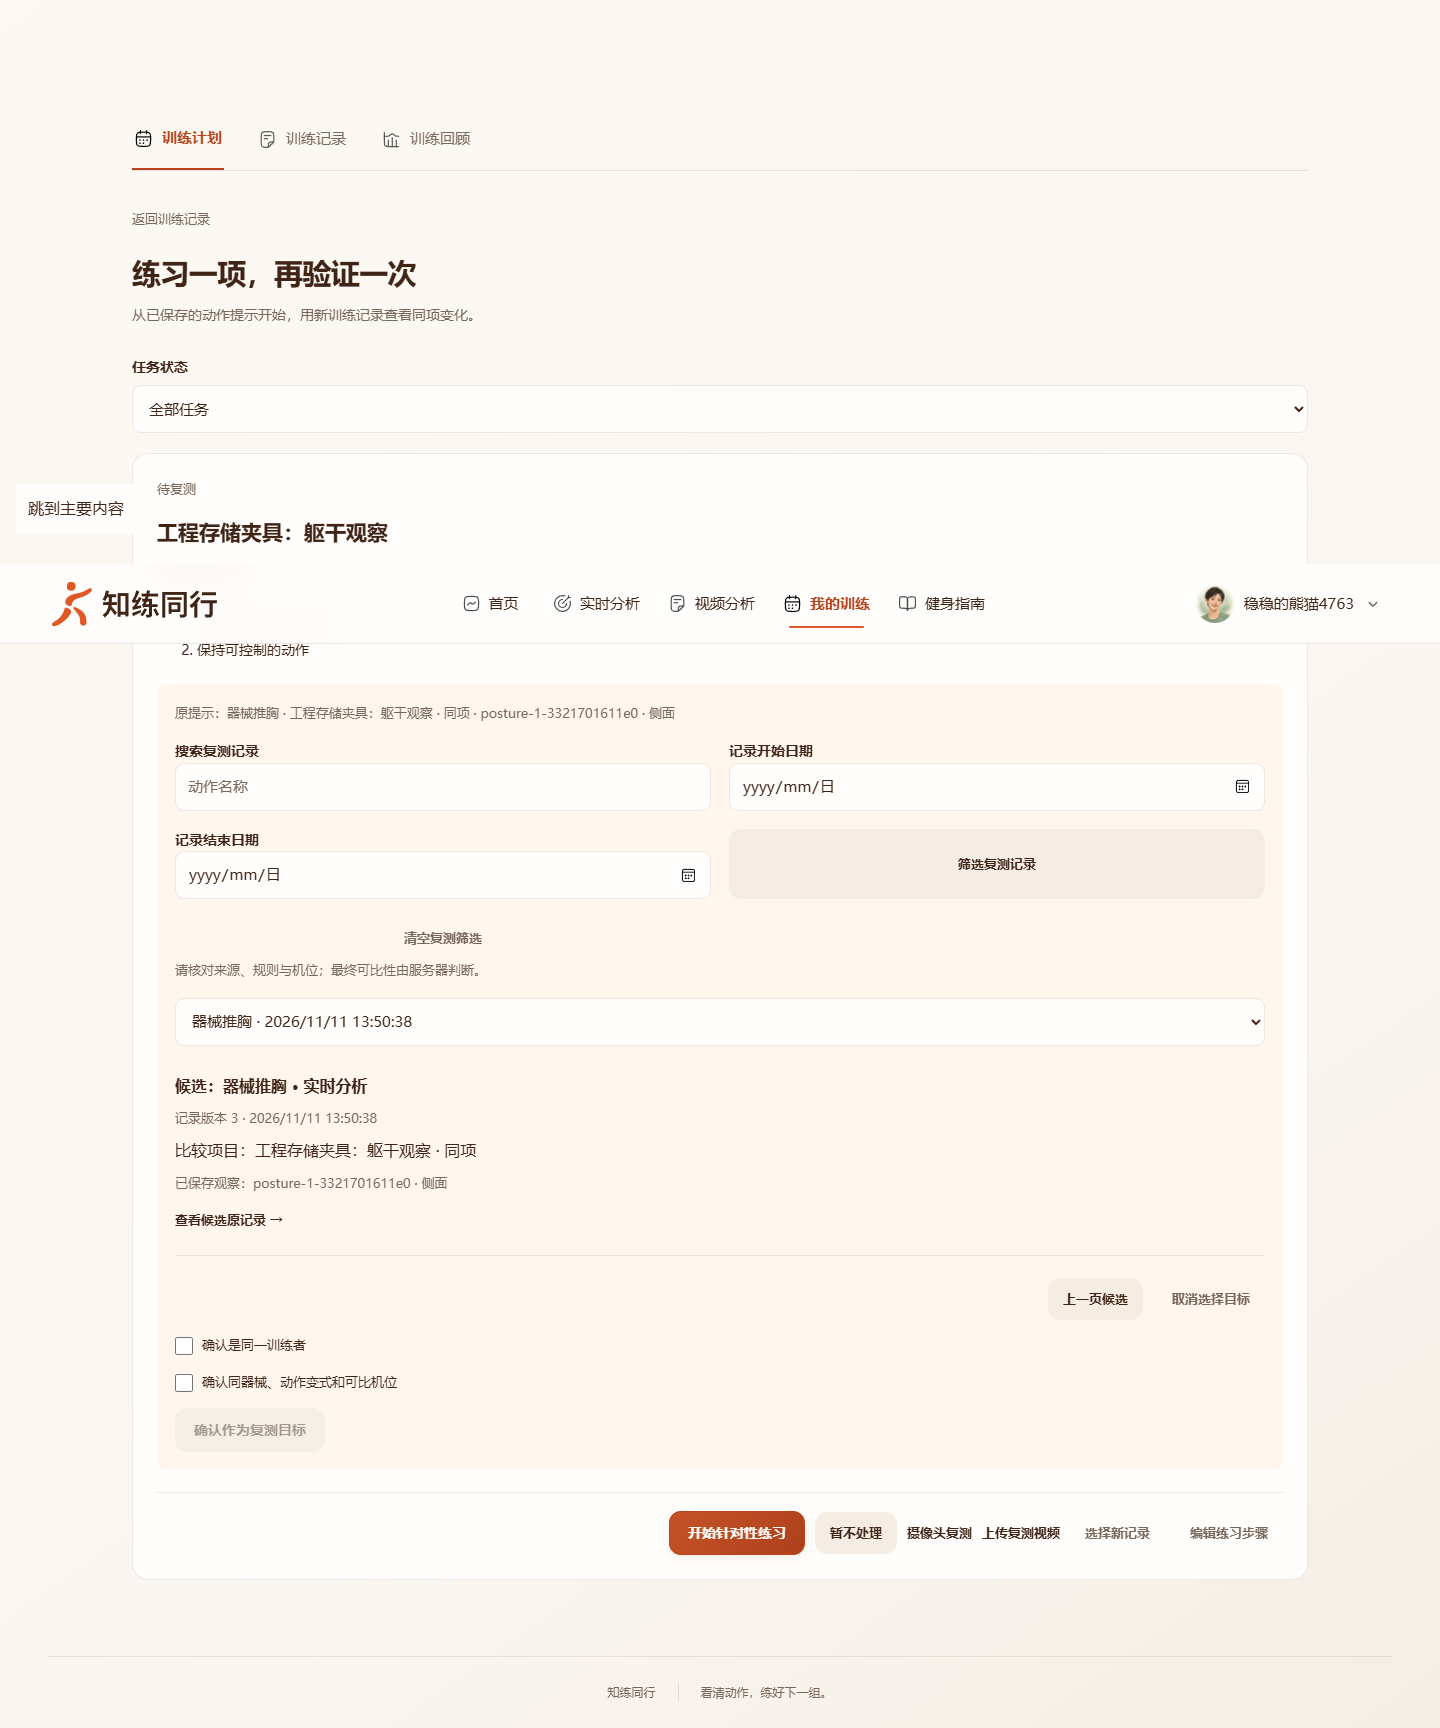 训练计划 训练记录 训练回顾
返回训练记录
练习一项，再验证一次
从已保存的动作提示开始，用新训练记录查看同项变化。
任务状态
全部任务
待复测
跳到主要内容
工程存储夹具：躯干观察
知练同行 首页 实时分析 视频分析 我的训练 健身指南 稳稳的熊猫4763
2. 保持可控制的动作
原提示：器械推胸 · 工程存储夹具：躯干观察 · 同项 · posture-1-3321701611e0 · 侧面
搜索复测记录 记录开始日期
动作名称 yyyy/mm/日
记录结束日期
yyyy/mm/日 筛选复测记录
清空复测筛选
请核对来源、规则与机位；最终可比性由服务器判断。
器械推胸 · 2026/11/11 13:50:38
候选：器械推胸 • 实时分析
记录版本 3 · 2026/11/11 13:50:38
比较项目：工程存储夹具：躯干观察 · 同项
已保存观察：posture-1-3321701611e0 · 侧面
查看候选原记录 →
上一页候选 取消选择目标
确认是同一训练者
确认同器械、动作变式和可比机位
确认作为复测目标
开始针对性练习 暂不处理 摄像头复测 上传复测视频 选择新记录 编辑练习步骤
知练同行 看清动作，练好下一组。